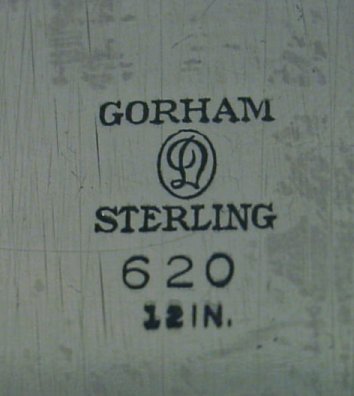 GORHAM
D
STERLING
620
12IN.